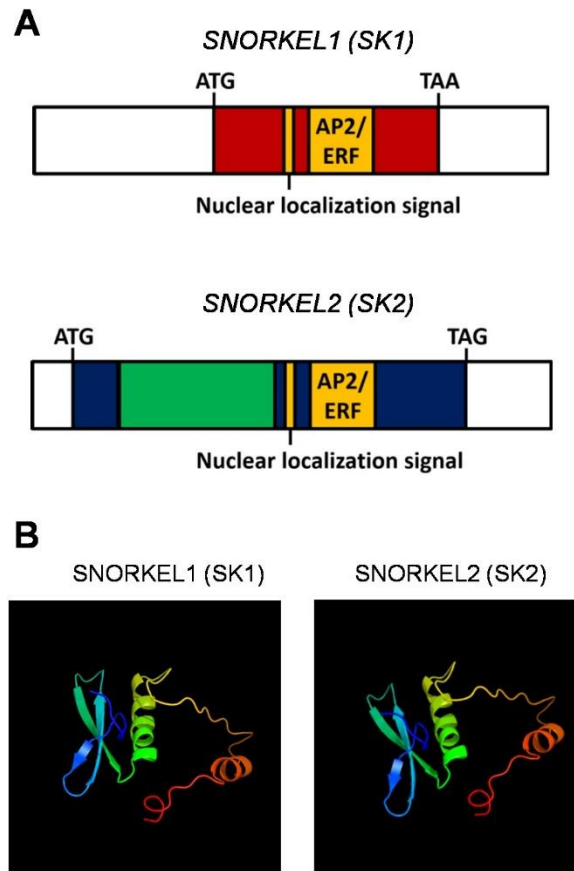 A
SNORKEL1 (SK1)
ATG TAA
AP2/
ERF
Nuclear localization signal
SNORKEL2 (SK2)
ATG TAG
AP2/
ERF
Nuclear localization signal
B
SNORKEL1 (SK1) SNORKEL2 (SK2)